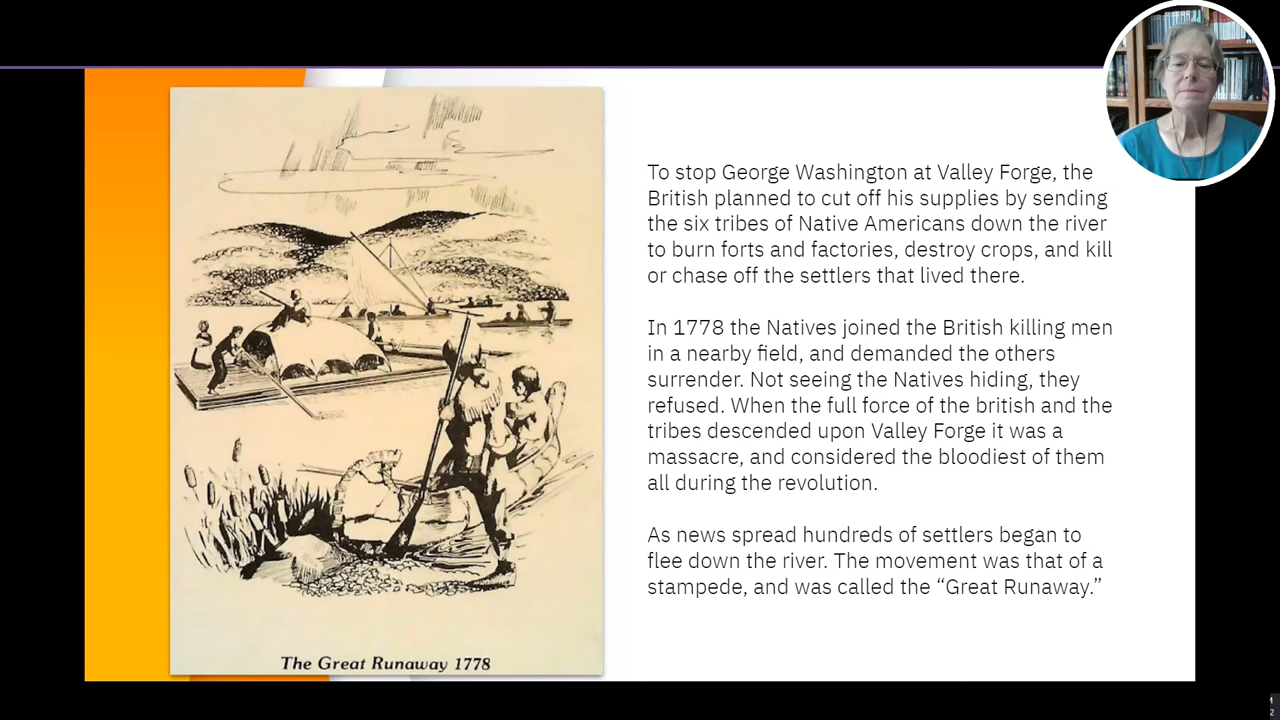 To stop George Washington at Valley Forge, the
British planned to cut off his supplies by sending
the six tribes of Native Americans down the river
to burn forts and factories, destroy crops, and kill
or chase off the settlers that lived there.
In 1778 the Natives joined the British killing men
in a nearby field, and demanded the others
surrender. Not seeing the Natives hiding, they
refused. When the full force of the british and the
tribes descended upon Valley Forge it was a
massacre, and considered the bloodiest of them
all during the revolution.
As news spread hundreds of settlers began to
flee down the river. The movement was that of a
stampede, and was called the “Great Runaway.”
The Great Runaway 1778